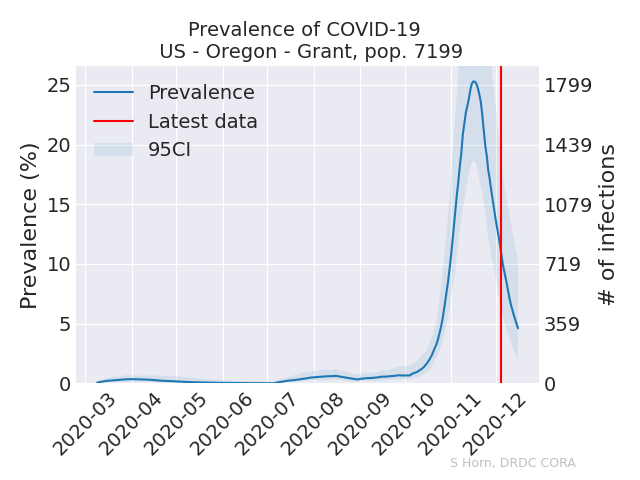 Prevalence of COVID-19
US - Oregon - Grant, pop. 7199
Prevalence
Latest data
95CI
Prevalence (%)
25
20
15
10
5
0
1799
1439
1079
719
359
0
# of infections
2020-03
2020-04
2020-05
2020-06
2020-07
2020-08
2020-09
2020-10
2020-11
2020-12
S Horn, DRDC CORA